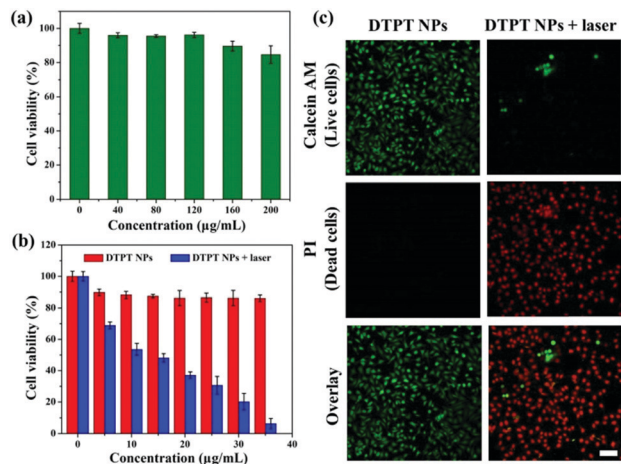 (a)
100
80
60
40
20
0
Cell viability (%)
0 40 80 120 160 200
Concentration (µg/mL)
(b)
120
100
80
60
40
20
0
Cell viability (%)
DTPT NPs DTPT NPs + laser
0 10 20 30 40
Concentration (µg/mL)
(c)
DTPT NPs DTPT NPs + laser
Calcein AM
(Live cell)s
PI
(Dead cells)
Overlay